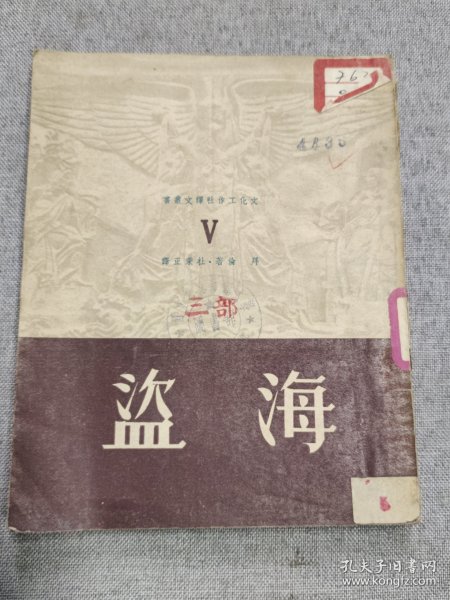 文化工作社譯文叢書
V
拜倫著・杜秉正譯
三部
海盜
孔夫子旧书网
www.kongfz.com